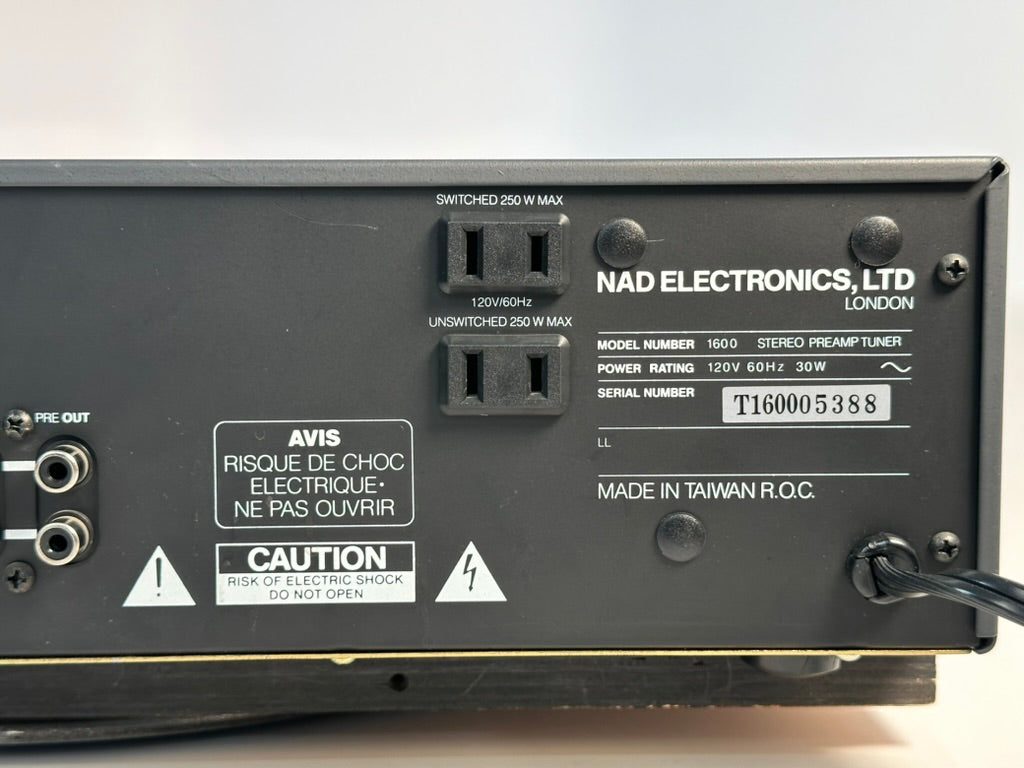 SWITCHED 250 W MAX
120V/60Hz
UNSWITCHED 250 W MAX
NAD ELECTRONICS, LTD
LONDON
MODEL NUMBER 1600 STEREO PREAMP TUNER
POWER RATING 120V 60Hz 30W
SERIAL NUMBER T160005388
LL
MADE IN TAIWAN R.O.C.
PRE OUT
AVIS
RISQUE DE CHOC
ELECTRIQUE•
NE PAS OUVRIR
!
CAUTION
RISK OF ELECTRIC SHOCK
DO NOT OPEN